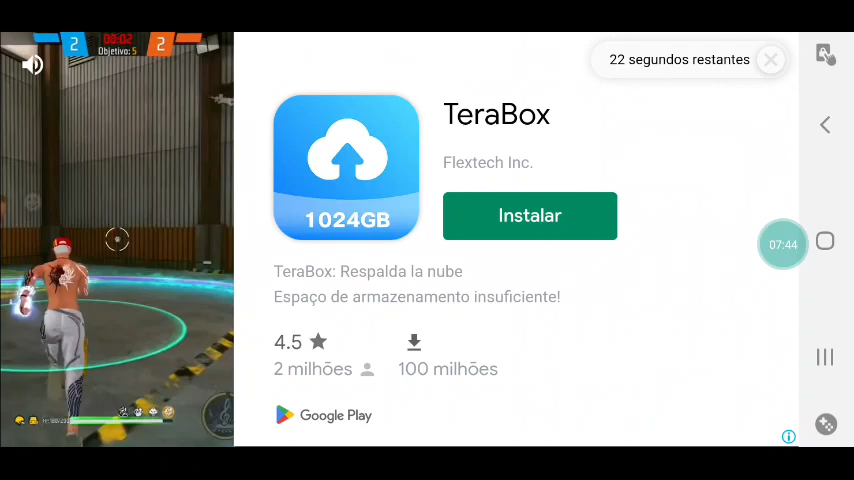 2
00:02
2
Objetivo: 5
22 segundos restantes
TeraBox
Flextech Inc.
Instalar
1024GB
07:44
TeraBox: Respalda la nube
Espaço de armazenamento insuficiente!
4.5
2 milhões
100 milhões
Google Play